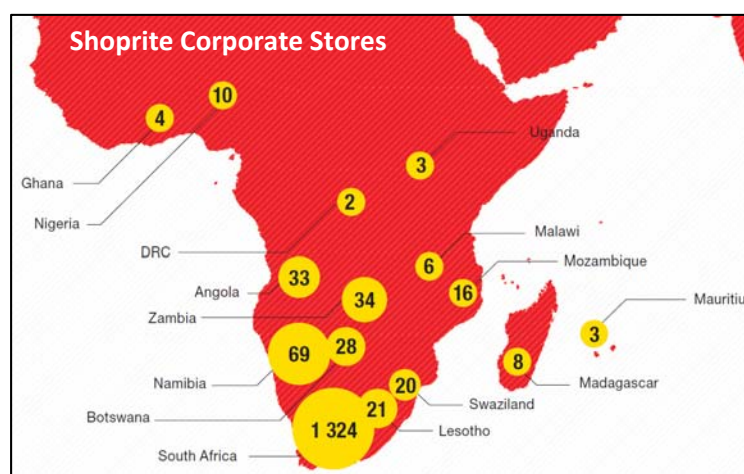 Shoprite Corporate Stores
10
4
Uganda
3
Ghana
2
Nigeria
Malawi
DRC
6
Mozambique
33
16
Angola
34
Mauritiu
Zambia
3
28
69
8
Namibia
20
Madagascar
21
Swaziland
Botswana
1 324
Lesotho
South Africa